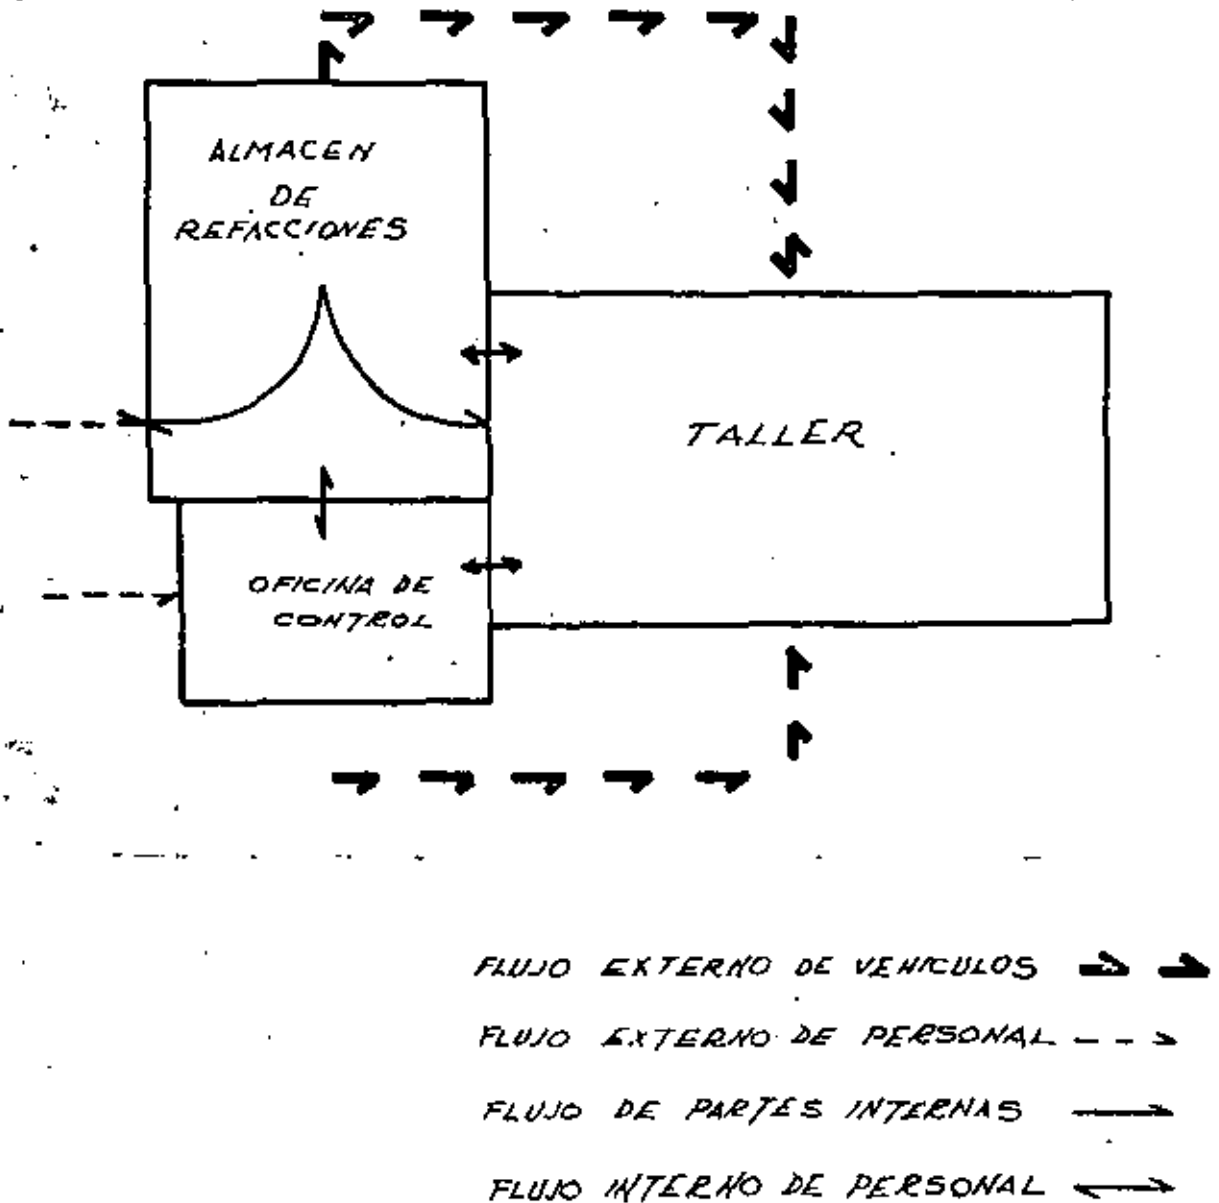 ALMACEN
DE
REFACCIONES
TALLER
OFICINA DE
CONTROL
FLUJO EXTERNO DE VEHICULOS
FLUJO EXTERNO DE PERSONAL
FLUJO DE PARTES INTERNAS
FLUJO INTERNO DE PERSONAL